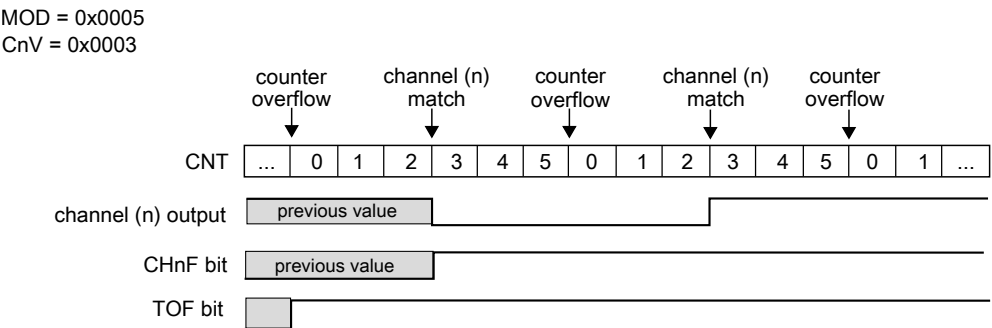 MOD = 0x0005
CnV = 0x0003
counter overflow channel (n) match counter overflow channel (n) match counter overflow
CNT ... 0 1 2 3 4 5 0 1 2 3 4 5 0 1 ...
channel (n) output previous value
CHnF bit previous value
TOF bit